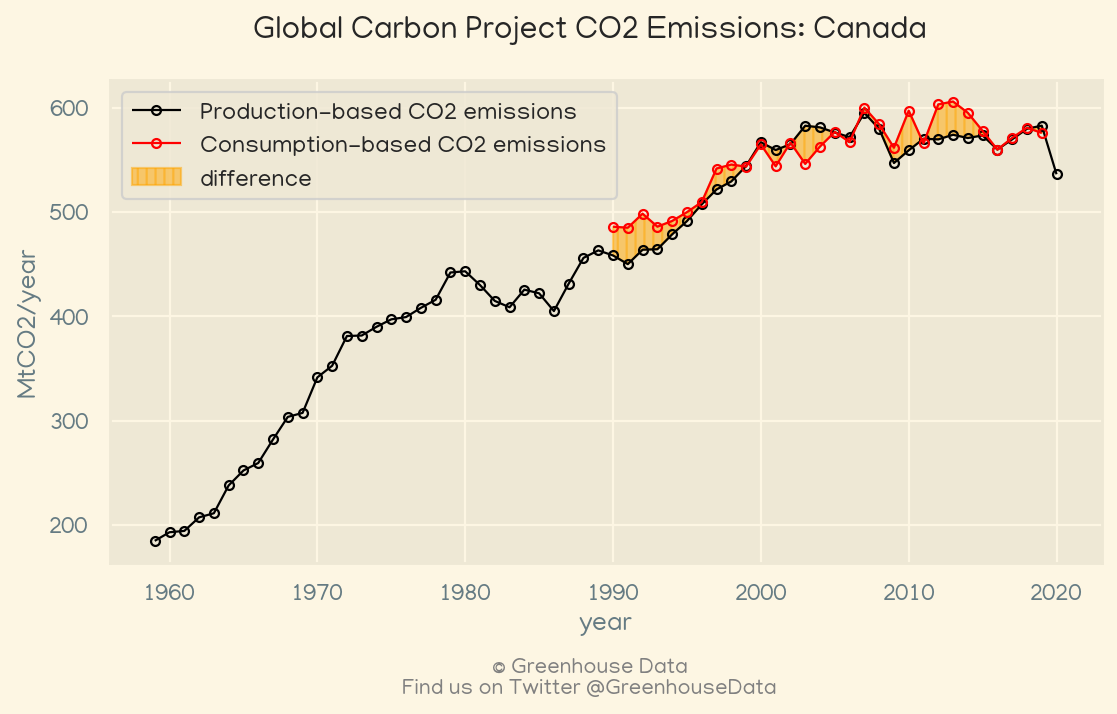 Global Carbon Project CO2 Emissions: Canada
Production-based CO2 emissions
Consumption-based CO2 emissions
difference
600
500
400
300
200
MtCO2/year
1960 1970 1980 1990 2000 2010 2020
year
© Greenhouse Data
Find us on Twitter @GreenhouseData